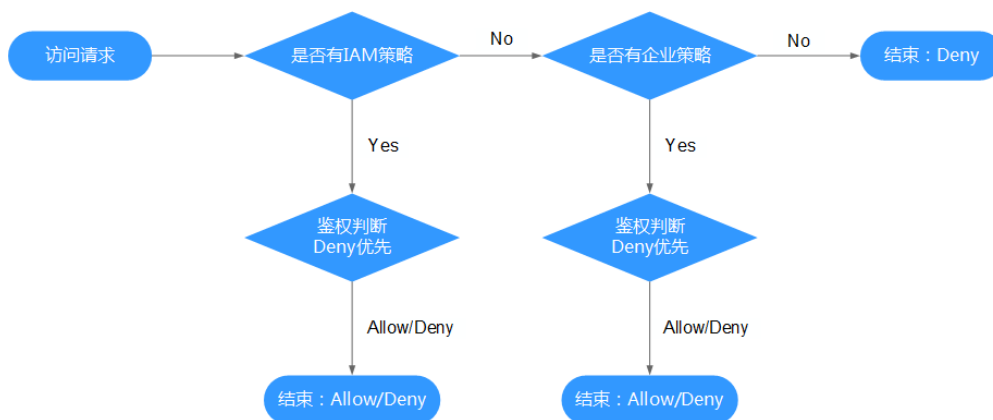 访问请求
是否有IAM策略
No
是否有企业策略
No
结束：Deny
Yes
Yes
鉴权判断
Deny优先
鉴权判断
Deny优先
Allow/Deny
Allow/Deny
结束：Allow/Deny
结束：Allow/Deny